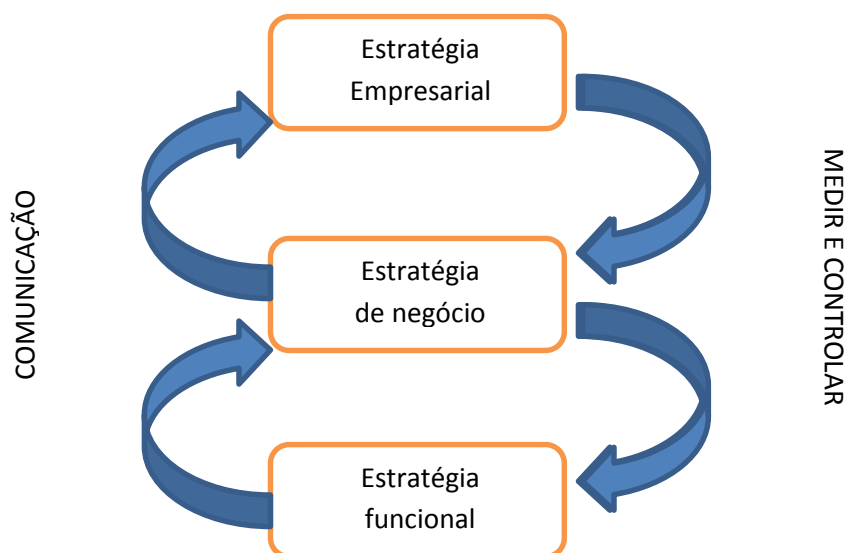 Estratégia
Empresarial
COMUNICAÇÃO
MEDIR E CONTROLAR
Estratégia
de negócio
Estratégia
funcional